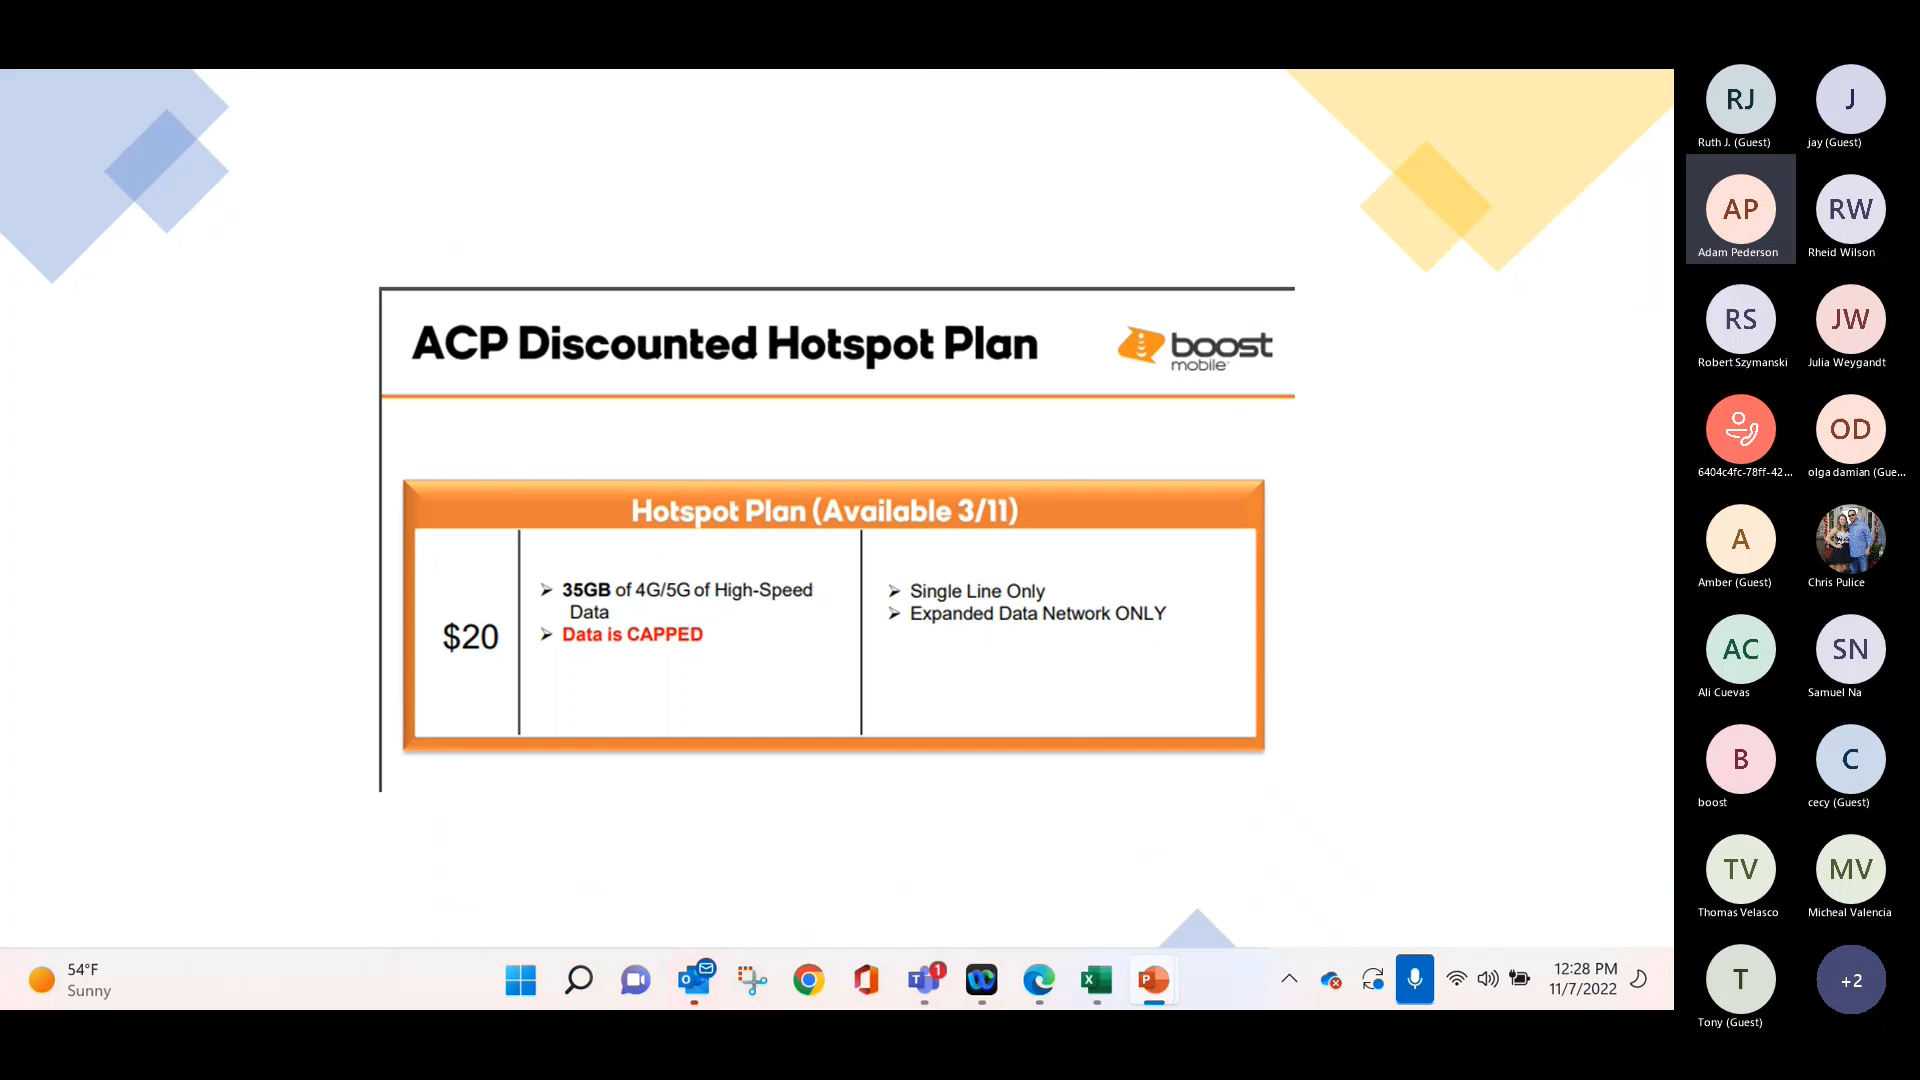 ACP Discounted Hotspot Plan
boost
mobile
Hotspot Plan (Available 3/11)
$20
➢ 35GB of 4G/5G of High-Speed
Data
➢ Data is CAPPED
➢ Single Line Only
➢ Expanded Data Network ONLY
54°F
Sunny
1
12:28 PM
11/7/2022
RJ
Ruth J. (Guest)
J
jay (Guest)
AP
Adam Pederson
RW
Rheid Wilson
RS
Robert Szymanski
JW
Julia Weygandt
6404c4fc-78ff-42...
OD
olga damian (Gue...
A
Amber (Guest)
Chris Pulice
AC
Ali Cuevas
SN
Samuel Na
B
boost
C
cecy (Guest)
TV
Thomas Velasco
MV
Micheal Valencia
T
Tony (Guest)
+2